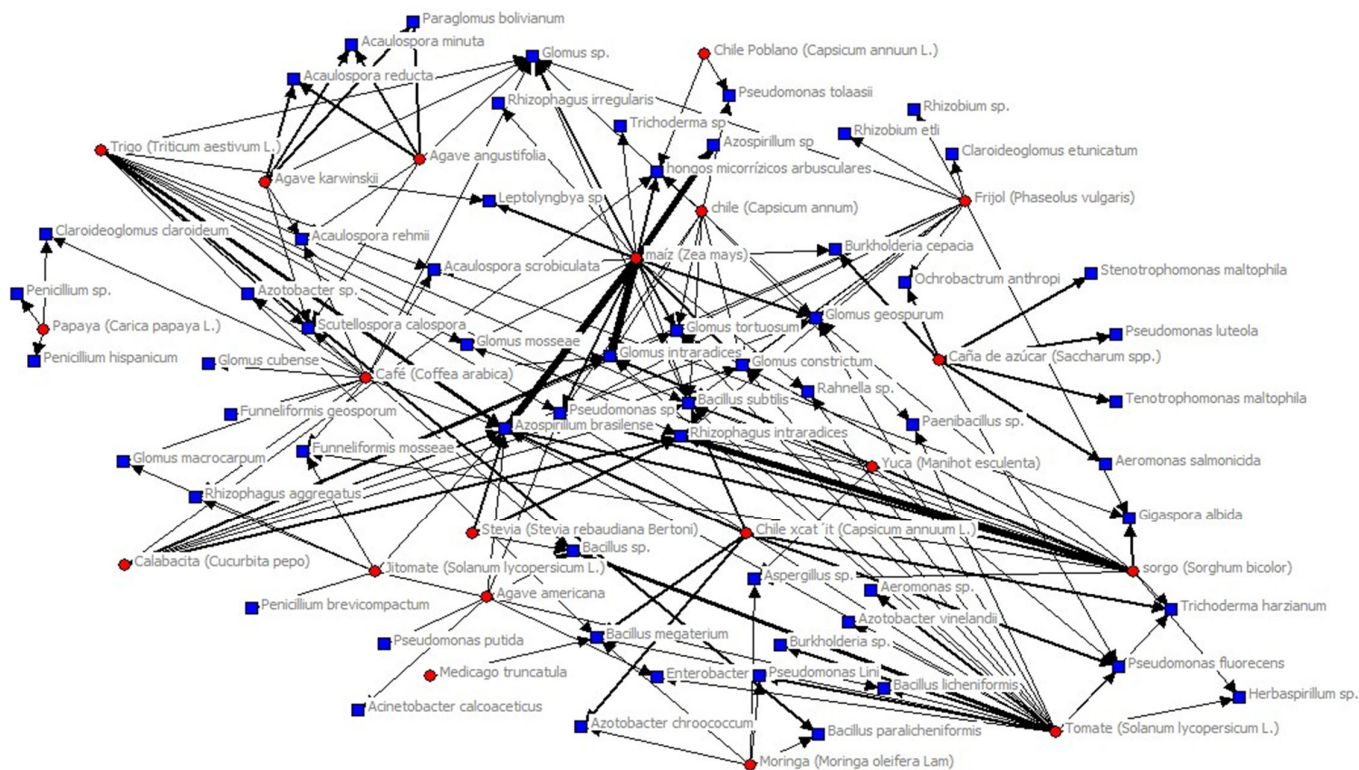 Paraglomus bolivianum
Acaulospora minuta
Glomus sp.
Chile Poblano (Capsicum annuun L.)
Acaulospora reducta
Pseudomonas tolaasii
Rhizophagus irregularis
Rhizobium sp.
Trichoderma sp
Rhizobium etli
Azospirillum sp
Trigo (Triticum aestivum L.)
Claroideoglomus etunicatum
Agave angustifolia
hongos micorrízicos arbusculares
Agave karwinskii
Leptolyngbya sp
Frijol (Phaseolus vulgaris)
chile (Capsicum annum)
Claroideoglomus claroideum
Acaulospora rehmii
Burkholderia cepacia
maíz (Zea mays)
Acaulospora scrobiculata
Stenotrophomonas maltophila
Ochrobactrum anthropi
Penicillium sp.
Azotobacter sp.
Glomus geospurum
Papaya (Carica papaya L.)
Scutellospora calospora
Glomus tortuosum
Pseudomonas luteola
Glomus mosseae
Penicillium hispanicum
Glomus cubense
Glomus intraradices
Glomus constrictum
Caña de azúcar (Saccharum spp.)
Café (Coffea arabica)
Rahnella sp.
Bacillus subtilis
Tenotrophomonas maltophila
Funneliformis geosporum
Pseudomonas sp
Azospirillum brasilense
Paenibacillus sp.
Rhizophagus intraradices
Funneliformis mosseae
Glomus macrocarpum
Yuca (Manihot esculenta)
Aeromonas salmonicida
Rhizophagus aggregatus
Gigaspora albida
Stevia (Stevia rebaudiana Bertoni)
Chile xcat´it (Capsicum annuum L.)
Bacillus sp.
Calabacita (Cucurbita pepo)
Jitomate (Solanum lycopersicum L.)
Aspergillus sp.
sorgo (Sorghum bicolor)
Aeromonas sp.
Agave americana
Penicillium brevicompactum
Trichoderma harzianum
Azotobacter vinelandii
Pseudomonas putida
Bacillus megaterium
Burkholderia sp.
Pseudomonas fluorecens
Medicago truncatula
Enterobacter
Pseudomonas Lini
Bacillus licheniformis
Herbaspirillum sp.
Acinetobacter calcoaceticus
Azotobacter chroococcum
Bacillus paralicheniformis
Tomate (Solanum lycopersicum L.)
Moringa (Moringa oleifera Lam)